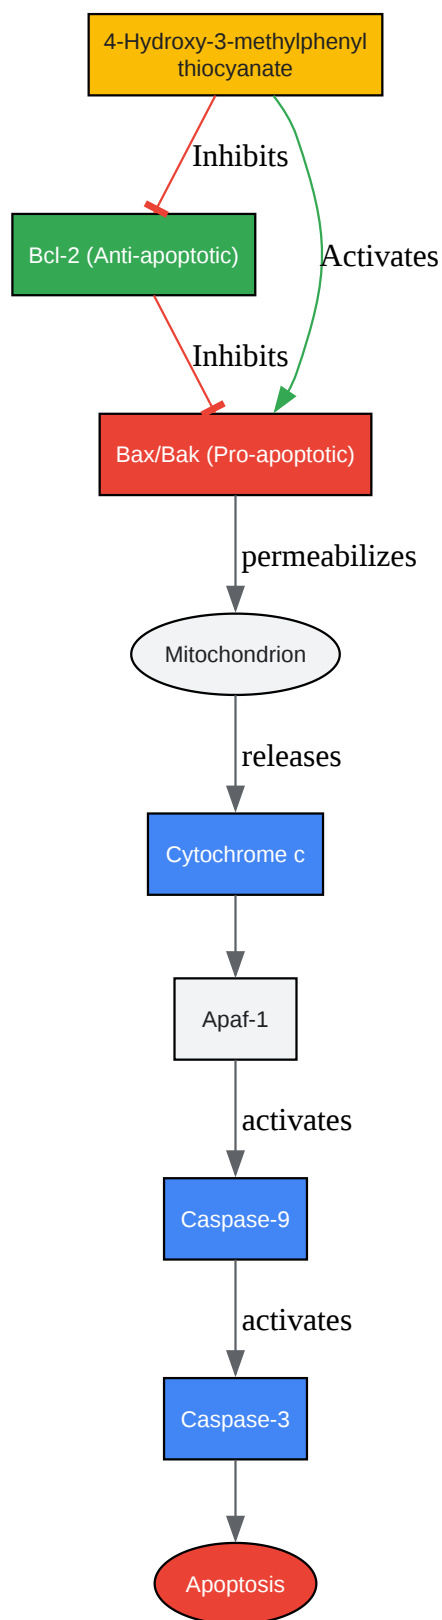 4-Hydroxy-3-methylphenyl
thiocyanate
Inhibits
Bcl-2 (Anti-apoptotic)
Activates
Inhibits
Bax/Bak (Pro-apoptotic)
permeabilizes
Mitochondrion
releases
Cytochrome c
Apaf-1
activates
Caspase-9
activates
Caspase-3
Apoptosis